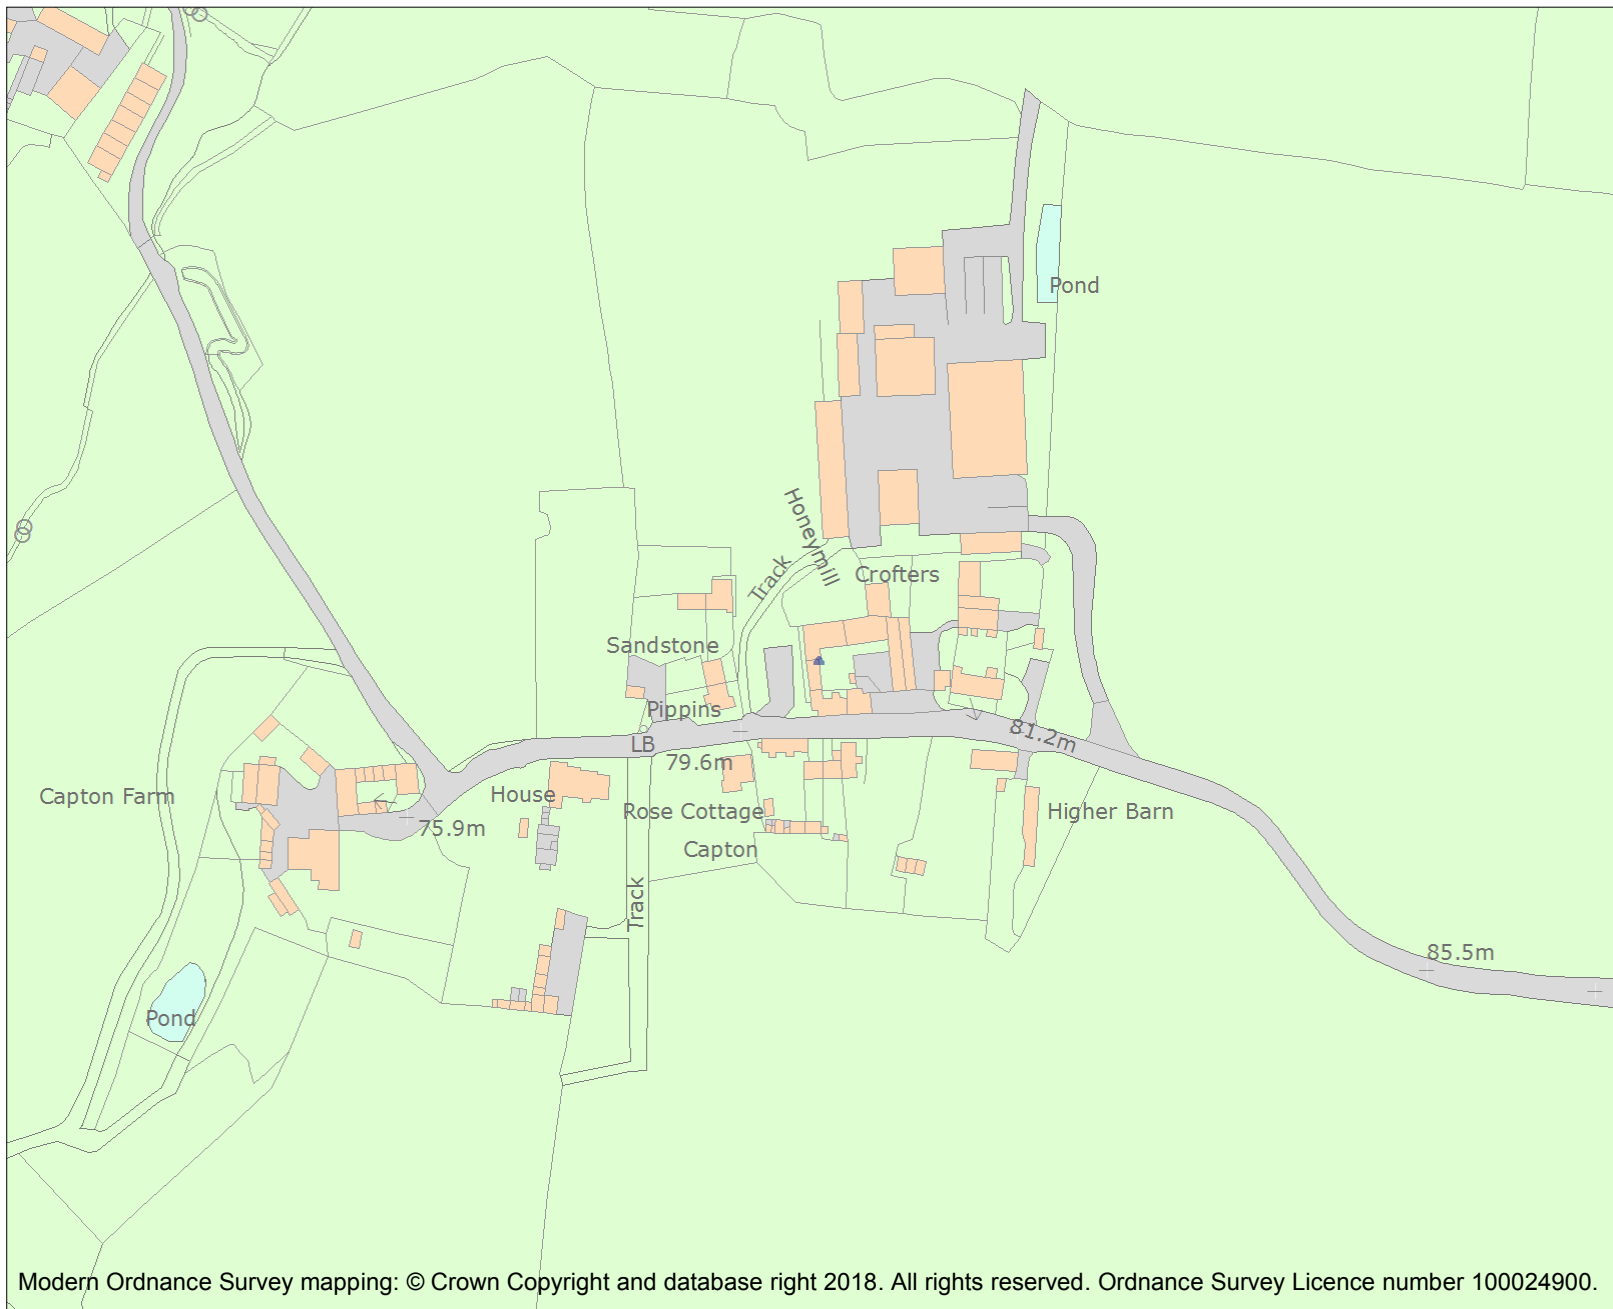 Pond
Honeymill
Track
Crofters
Sandstone
Pippins
LB
81.2m
79.6m
House
Capton Farm
Rose Cottage
Higher Barn
75.9m
Capton
Track
85.5m
Pond
Modern Ordnance Survey mapping: © Crown Copyright and database right 2018. All rights reserved. Ordnance Survey Licence number 100024900.